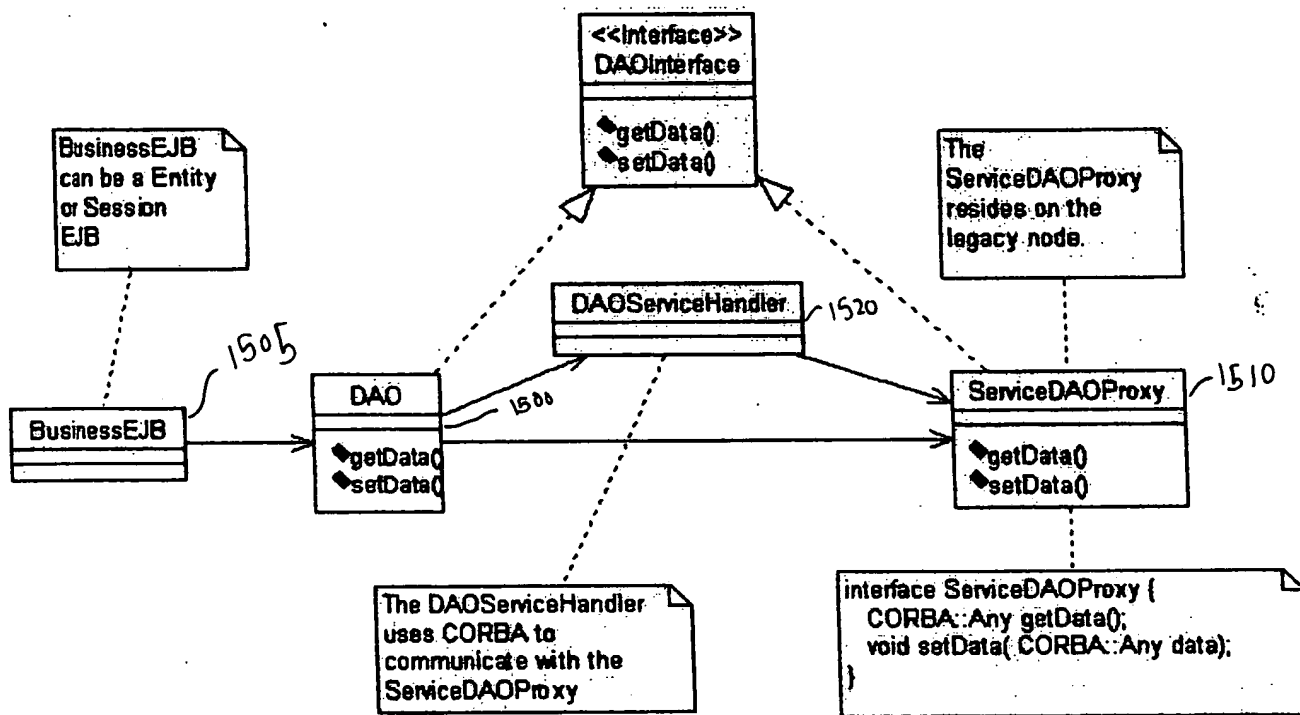 <<Interface>>
DAOInterface
getData()
setData()
BusinessEJB
can be a Entity
or Session
EJB
The
ServiceDAOProxy
resides on the
legacy node.
DAOServiceHandler
1520
1505
DAO
1500
getData()
setData()
ServiceDAOProxy
1510
getData()
setData()
BusinessEJB
The DAOServiceHandler
uses CORBA to
communicate with the
ServiceDAOProxy
interface ServiceDAOProxy {
CORBA::Any getData();
void setData( CORBA::Any data);
}